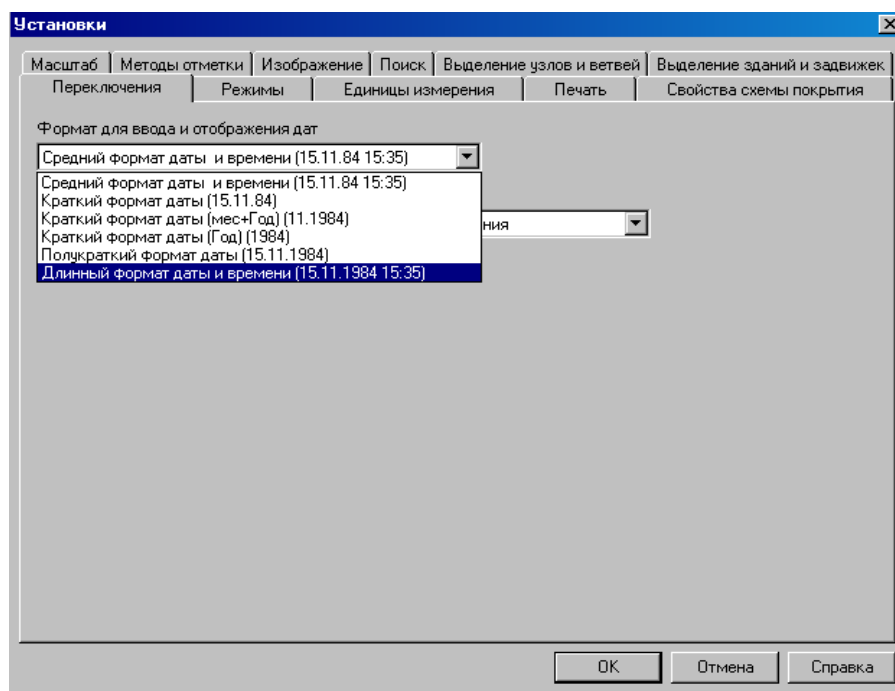 Установки
Масштаб Методы отметки Изображение Поиск Выделение узлов и ветвей Выделение зданий и задвижек
Переключения Режимы Единицы измерения Печать Свойства схемы покрытия
Формат для ввода и отображения дат
Средний формат даты и времени (15.11.84 15:35)
Средний формат даты и времени (15.11.84 15:35)
Краткий формат даты (15.11.84)
Краткий формат даты (мес+Год) (11.1984)
ния
Краткий формат даты (Год) (1984)
Полукраткий формат даты (15.11.1984)
Длинный формат даты и времени (15.11.1984 15:35)
OK Отмена Справка